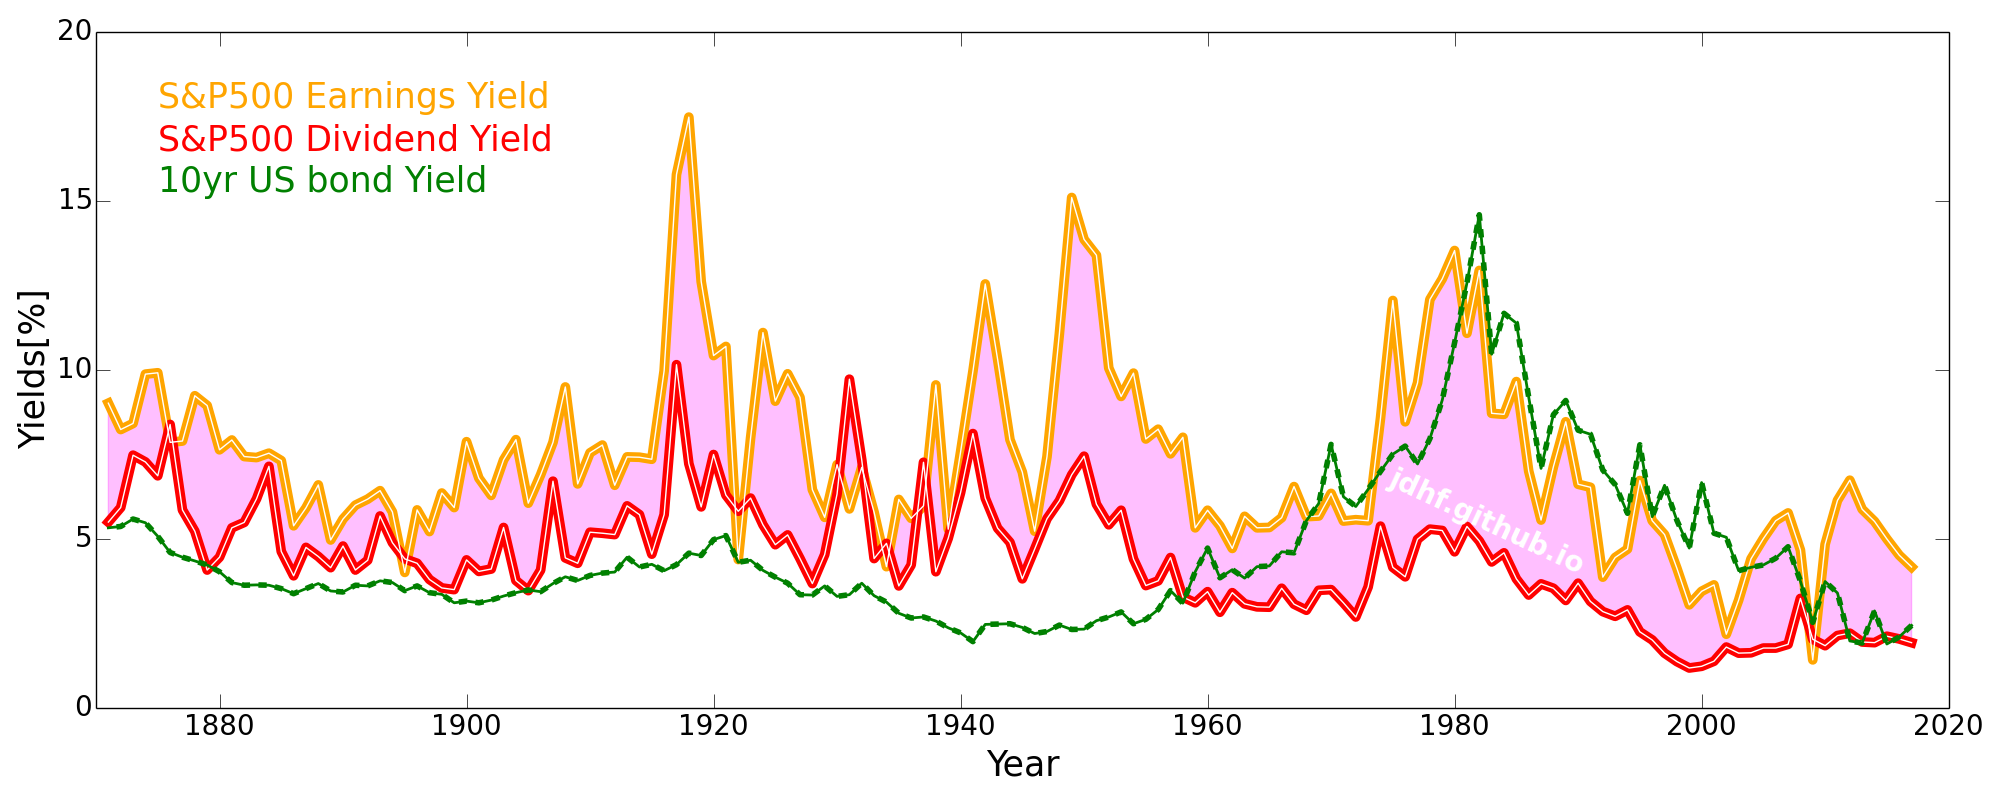 20
S&P500 Earnings Yield
S&P500 Dividend Yield
10yr US bond Yield
15
Yields[%]
10
jdhf.github.io
5
0
1880 1900 1920 1940 1960 1980 2000 2020
Year